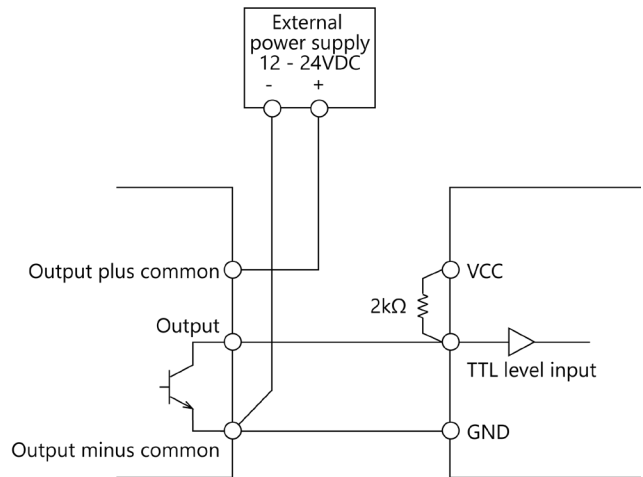 External
power supply
12 - 24VDC
- +
Output plus common
VCC
2kΩ
Output
TTL level input
Output minus common
GND